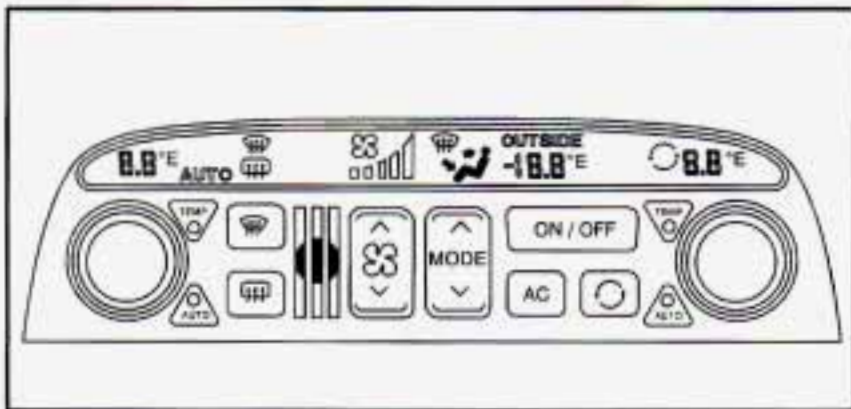 OUTSIDE
8.8°E AUTO -18.8°E 8.8°E
TEMP ON / OFF TEMP
MODE
AUTO AC AUTO